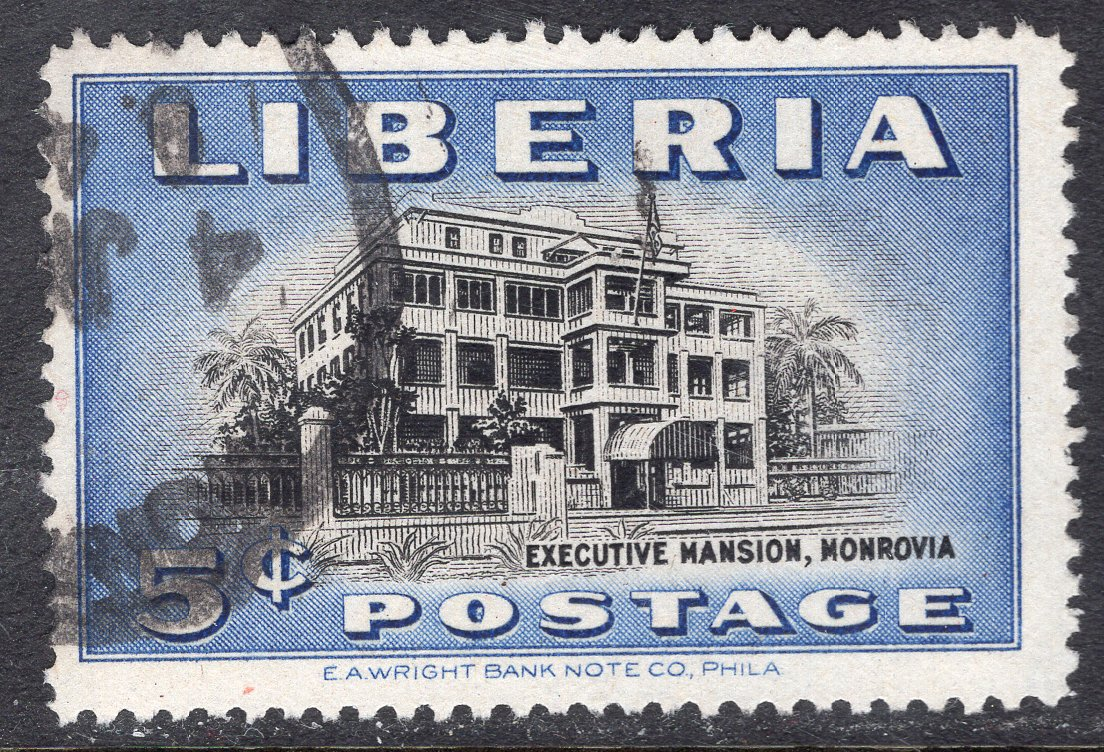 LIBERIA
EXECUTIVE MANSION, MONROVIA
5¢ POSTAGE
E.A. WRIGHT BANK NOTE CO., PHILA